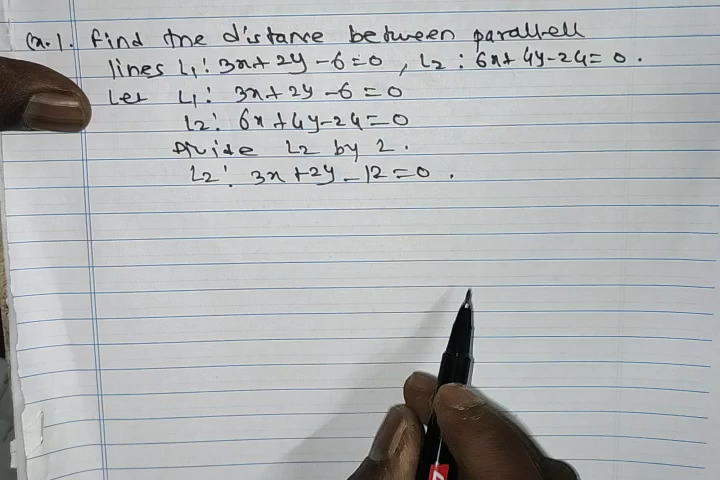 Q.1. Find the distance between parallell
lines L1: 3x+2y-6=0, L2: 6x+4y-24=0.
Let L1: 3x+2y-6=0
L2: 6x+4y-24=0
divide L2 by 2.
L2: 3x+2y-12=0.